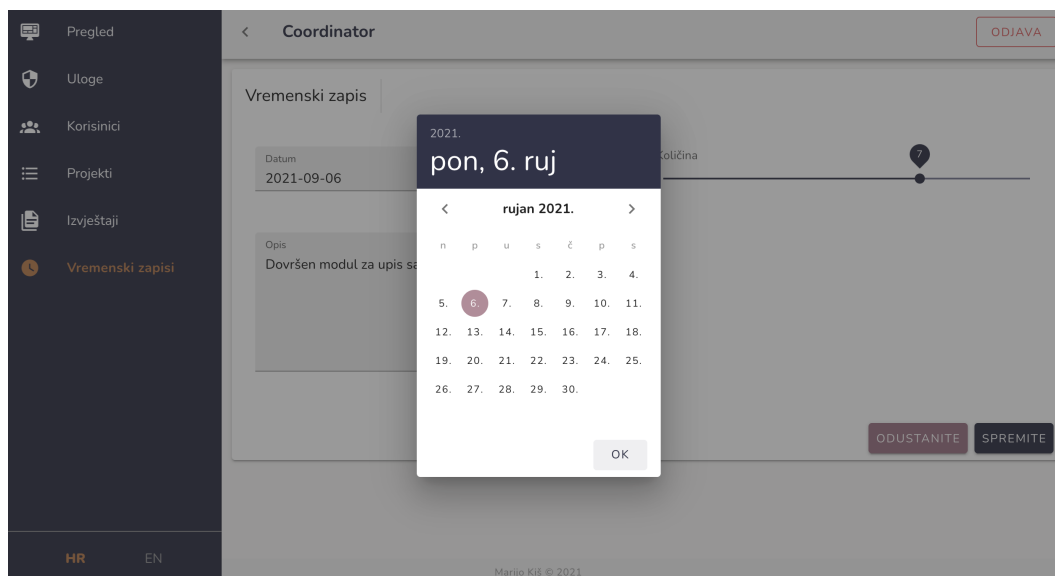 Pregled
Uloge
Korisinici
Projekti
Izvještaji
Vremenski zapisi
HR EN
Coordinator
ODJAVA
Vremenski zapis
Datum
2021-09-06
Količina
7
Opis
Dovršen modul za upis sa
2021.
pon, 6. ruj
rujan 2021.
n p u s č p s
1. 2. 3. 4.
5. 6. 7. 8. 9. 10. 11.
12. 13. 14. 15. 16. 17. 18.
19. 20. 21. 22. 23. 24. 25.
26. 27. 28. 29. 30.
OK
ODUSTANITE SPREMITE
Marijo Kiš © 2021